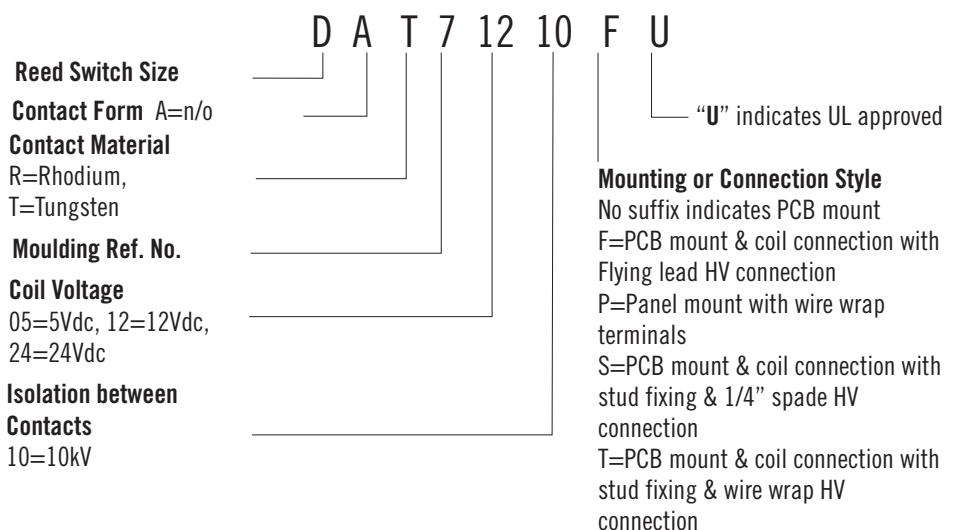 D A T 7 12 10 F U
Reed Switch Size
Contact Form A=n/o
Contact Material
R=Rhodium,
T=Tungsten
Moulding Ref. No.
Coil Voltage
05=5Vdc, 12=12Vdc,
24=24Vdc
Isolation between
Contacts
10=10kV
“U” indicates UL approved
Mounting or Connection Style
No suffix indicates PCB mount
F=PCB mount & coil connection with
Flying lead HV connection
P=Panel mount with wire wrap
terminals
S=PCB mount & coil connection with
stud fixing & 1/4” spade HV
connection
T=PCB mount & coil connection with
stud fixing & wire wrap HV
connection